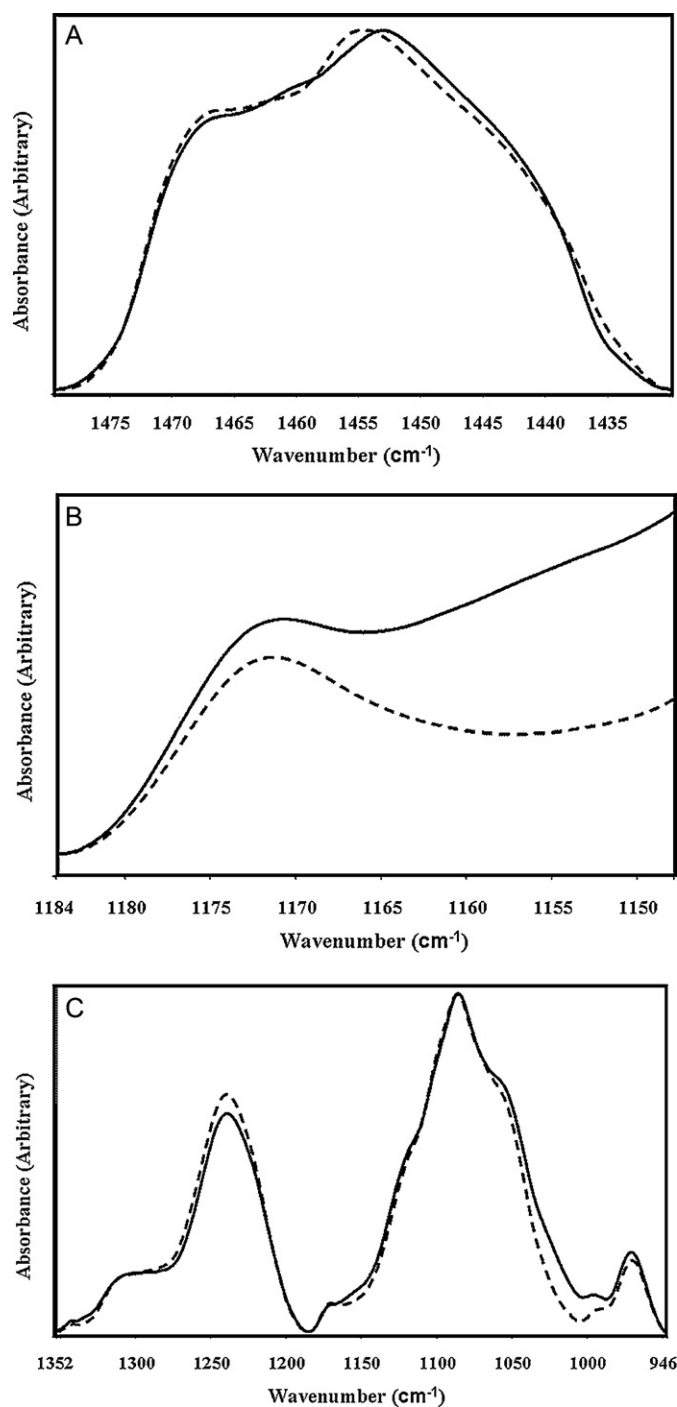 A
Absorbance (Arbitrary)
1475 1470 1465 1460 1455 1450 1445 1440 1435
Wavenumber (cm-1)
B
Absorbance (Arbitrary)
1184 1180 1175 1170 1165 1160 1155 1150
Wavenumber (cm-1)
C
Absorbance (Arbitrary)
1352 1300 1250 1200 1150 1100 1050 1000 946
Wavenumber (cm-1)